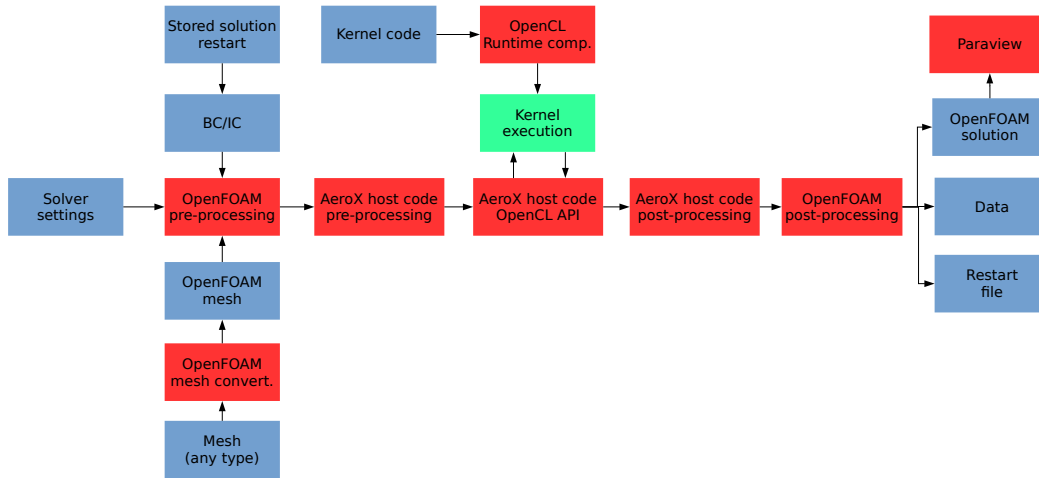 Stored solution
restart
Kernel code
OpenCL
Runtime comp.
Paraview
BC/IC
Kernel
execution
OpenFOAM
solution
Solver
settings
OpenFOAM
pre-processing
AeroX host code
pre-processing
AeroX host code
OpenCL API
AeroX host code
post-processing
OpenFOAM
post-processing
Data
OpenFOAM
mesh
Restart
file
OpenFOAM
mesh convert.
Mesh
(any type)